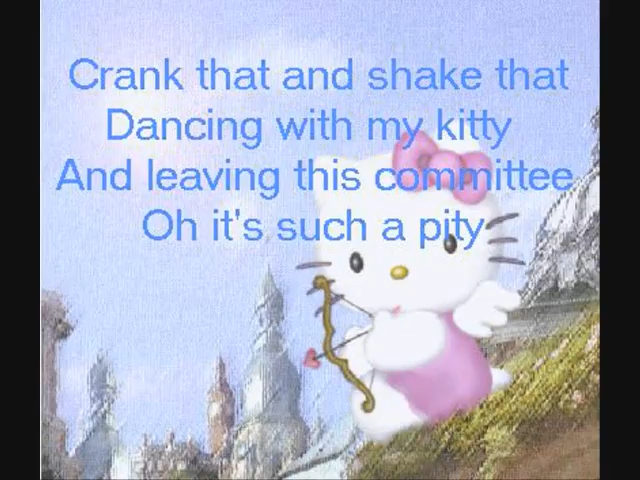 Crank that and shake that
Dancing with my kitty
And leaving this committee
Oh it's such a pity